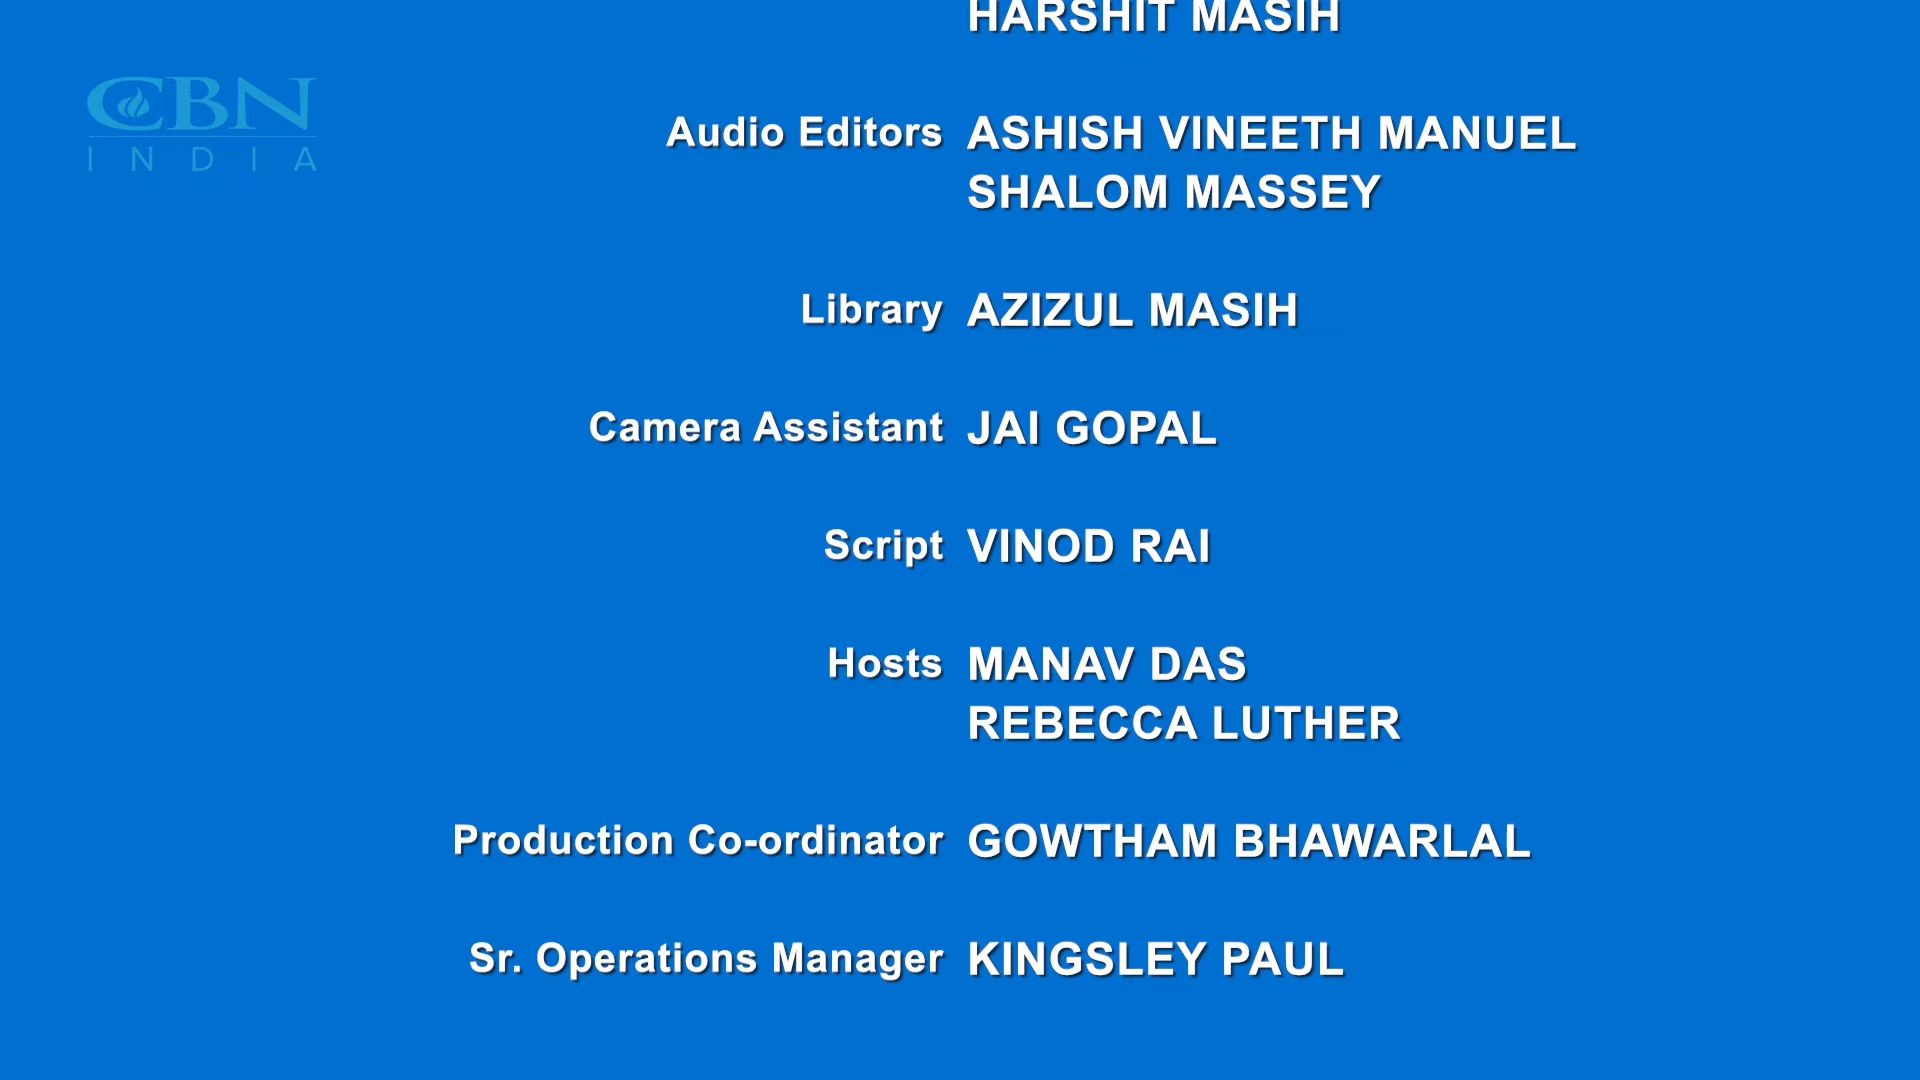 HARSHIT MASIH
CBN
INDIA
Audio Editors ASHISH VINEETH MANUEL
SHALOM MASSEY
Library AZIZUL MASIH
Camera Assistant JAI GOPAL
Script VINOD RAI
Hosts MANAV DAS
REBECCA LUTHER
Production Co-ordinator GOWTHAM BHAWARLAL
Sr. Operations Manager KINGSLEY PAUL